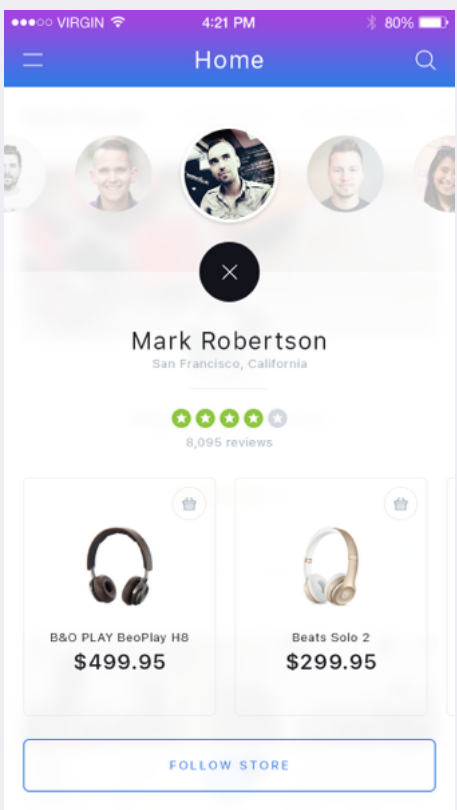 VIRGIN 4:21 PM 80%
Home
Mark Robertson
San Francisco, California
8,095 reviews
B&O PLAY BeoPlay H8
$499.95
Beats Solo 2
$299.95
FOLLOW STORE